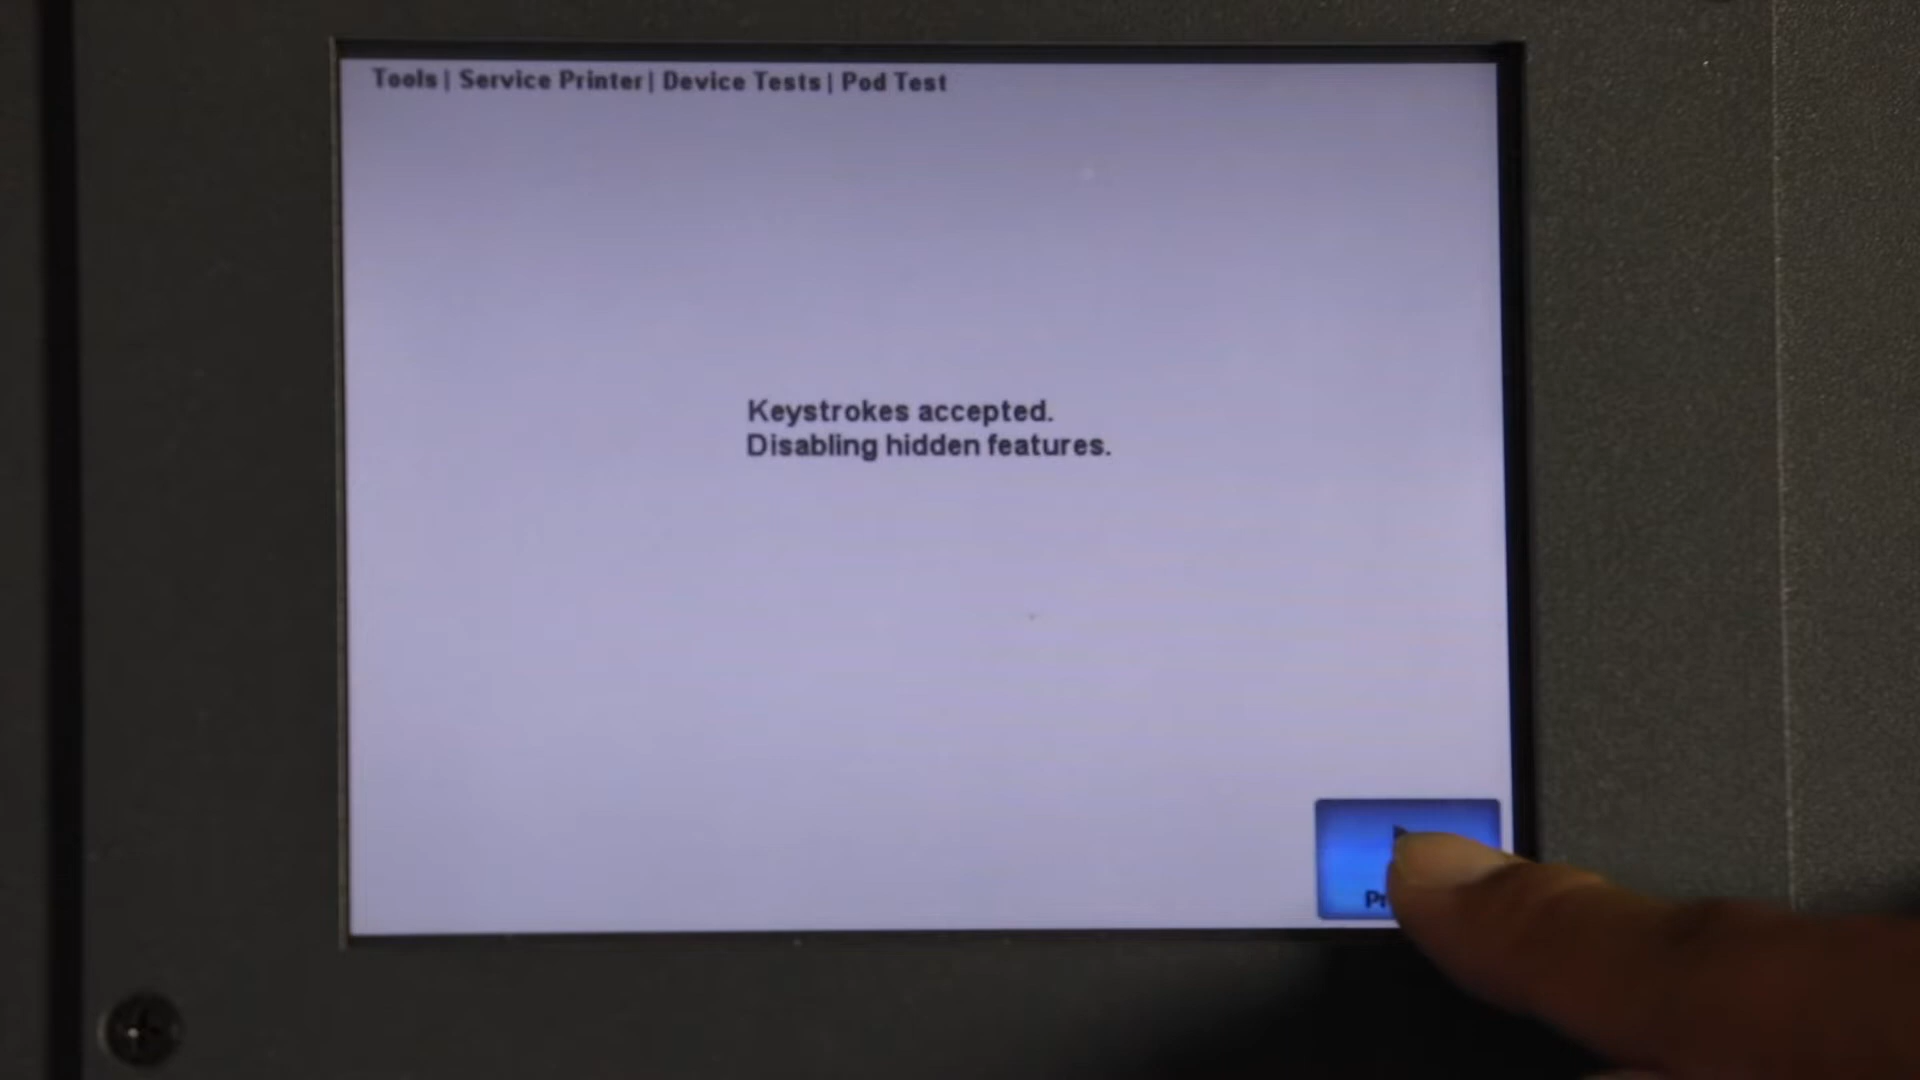 Tools | Service Printer | Device Tests | Pod Test
Keystrokes accepted.
Disabling hidden features.